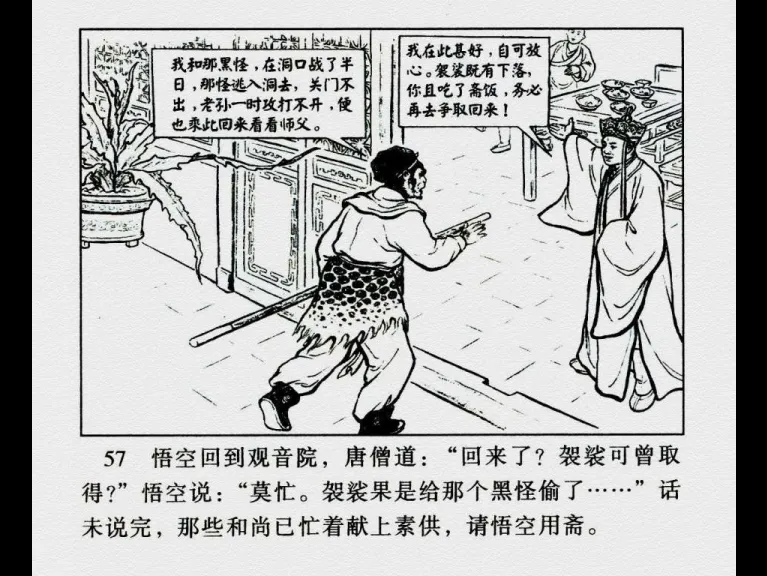 我和那黑怪，在洞口战了半
日，那怪逃入洞去，关门不
出，老孙一时攻打不开，便
也乘此回来看看师父。
我在此甚好，自可放
心。袈裟既有下落，
你且吃了斋饭，务必
再去争取回来！
57 悟空回到观音院，唐僧道：“回来了？袈裟可曾取
得？”悟空说：“莫忙。袈裟果是给那个黑怪偷了……”话
未说完，那些和尚已忙着献上素供，请悟空用斋。